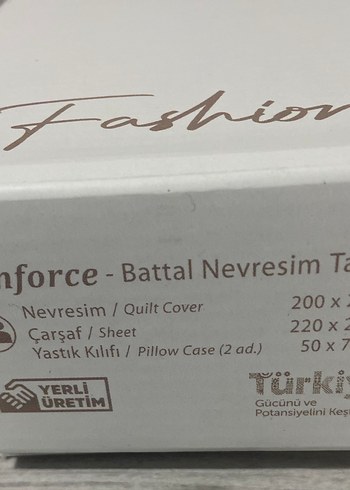 Fashion
nforce - Battal Nevresim Ta
Nevresim / Quilt Cover 200 x 2
Çarşaf / Sheet 220 x 2
Yastık Kılıfı / Pillow Case (2 ad.) 50 x 7
YERLİ
ÜRETİM
Türkiy
Gücünü ve
Potansiyelini Keş